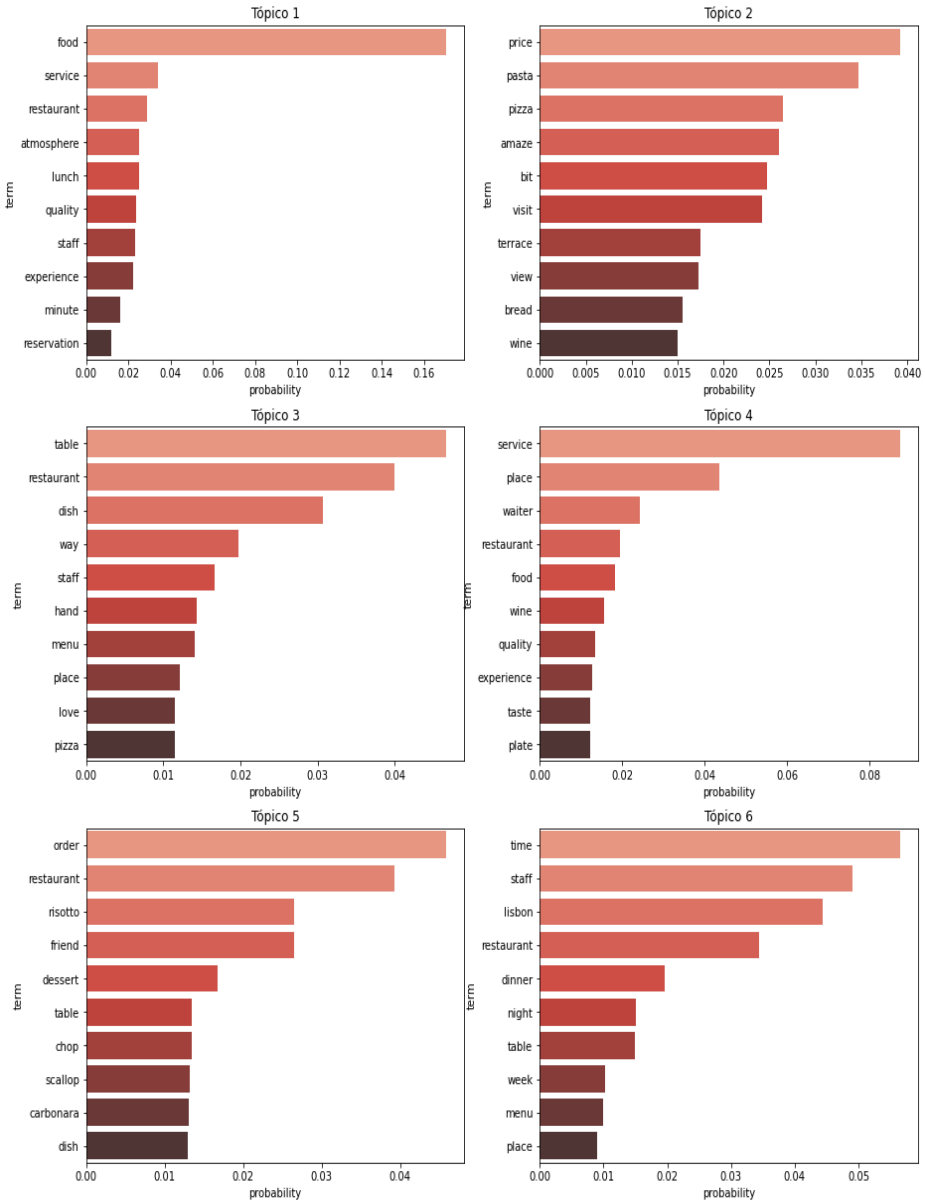 Tópico 1
food
service
restaurant
atmosphere
lunch
quality
staff
experience
minute
reservation
term
0.00 0.02 0.04 0.06 0.08 0.10 0.12 0.14 0.16
probability
Tópico 2
price
pasta
pizza
amaze
bit
visit
terrace
view
bread
wine
term
0.000 0.005 0.010 0.015 0.020 0.025 0.030 0.035 0.040
probability
Tópico 3
table
restaurant
dish
way
staff
hand
menu
place
love
pizza
term
0.00 0.01 0.02 0.03 0.04
probability
Tópico 4
service
place
waiter
restaurant
food
wine
quality
experience
taste
plate
term
0.00 0.02 0.04 0.06 0.08
probability
Tópico 5
order
restaurant
risotto
friend
dessert
table
chop
scallop
carbonara
dish
term
0.00 0.01 0.02 0.03 0.04
probability
Tópico 6
time
staff
lisbon
restaurant
dinner
night
table
week
menu
place
term
0.00 0.01 0.02 0.03 0.04 0.05
probability